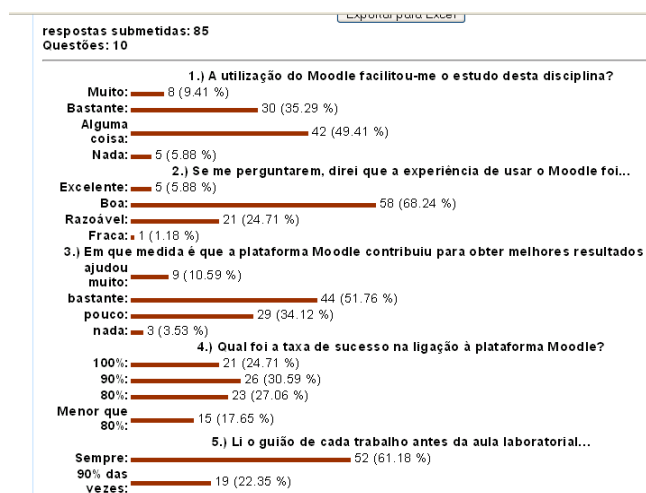 Exportar para Excel
respostas submetidas: 85
Questões: 10
1.) A utilização do Moodle facilitou-me o estudo desta disciplina?
Muito: 8 (9.41 %)
Bastante: 30 (35.29 %)
Alguma
coisa: 42 (49.41 %)
Nada: 5 (5.88 %)
2.) Se me perguntarem, direi que a experiência de usar o Moodle foi...
Excelente: 5 (5.88 %)
Boa: 58 (68.24 %)
Razoável: 21 (24.71 %)
Fraca: 1 (1.18 %)
3.) Em que medida é que a plataforma Moodle contribuiu para obter melhores resultados
ajudou
muito: 9 (10.59 %)
bastante: 44 (51.76 %)
pouco: 29 (34.12 %)
nada: 3 (3.53 %)
4.) Qual foi a taxa de sucesso na ligação à plataforma Moodle?
100%: 21 (24.71 %)
90%: 26 (30.59 %)
80%: 23 (27.06 %)
Menor que
80%: 15 (17.65 %)
5.) Li o guião de cada trabalho antes da aula laboratorial...
Sempre: 52 (61.18 %)
90% das
vezes: 19 (22.35 %)